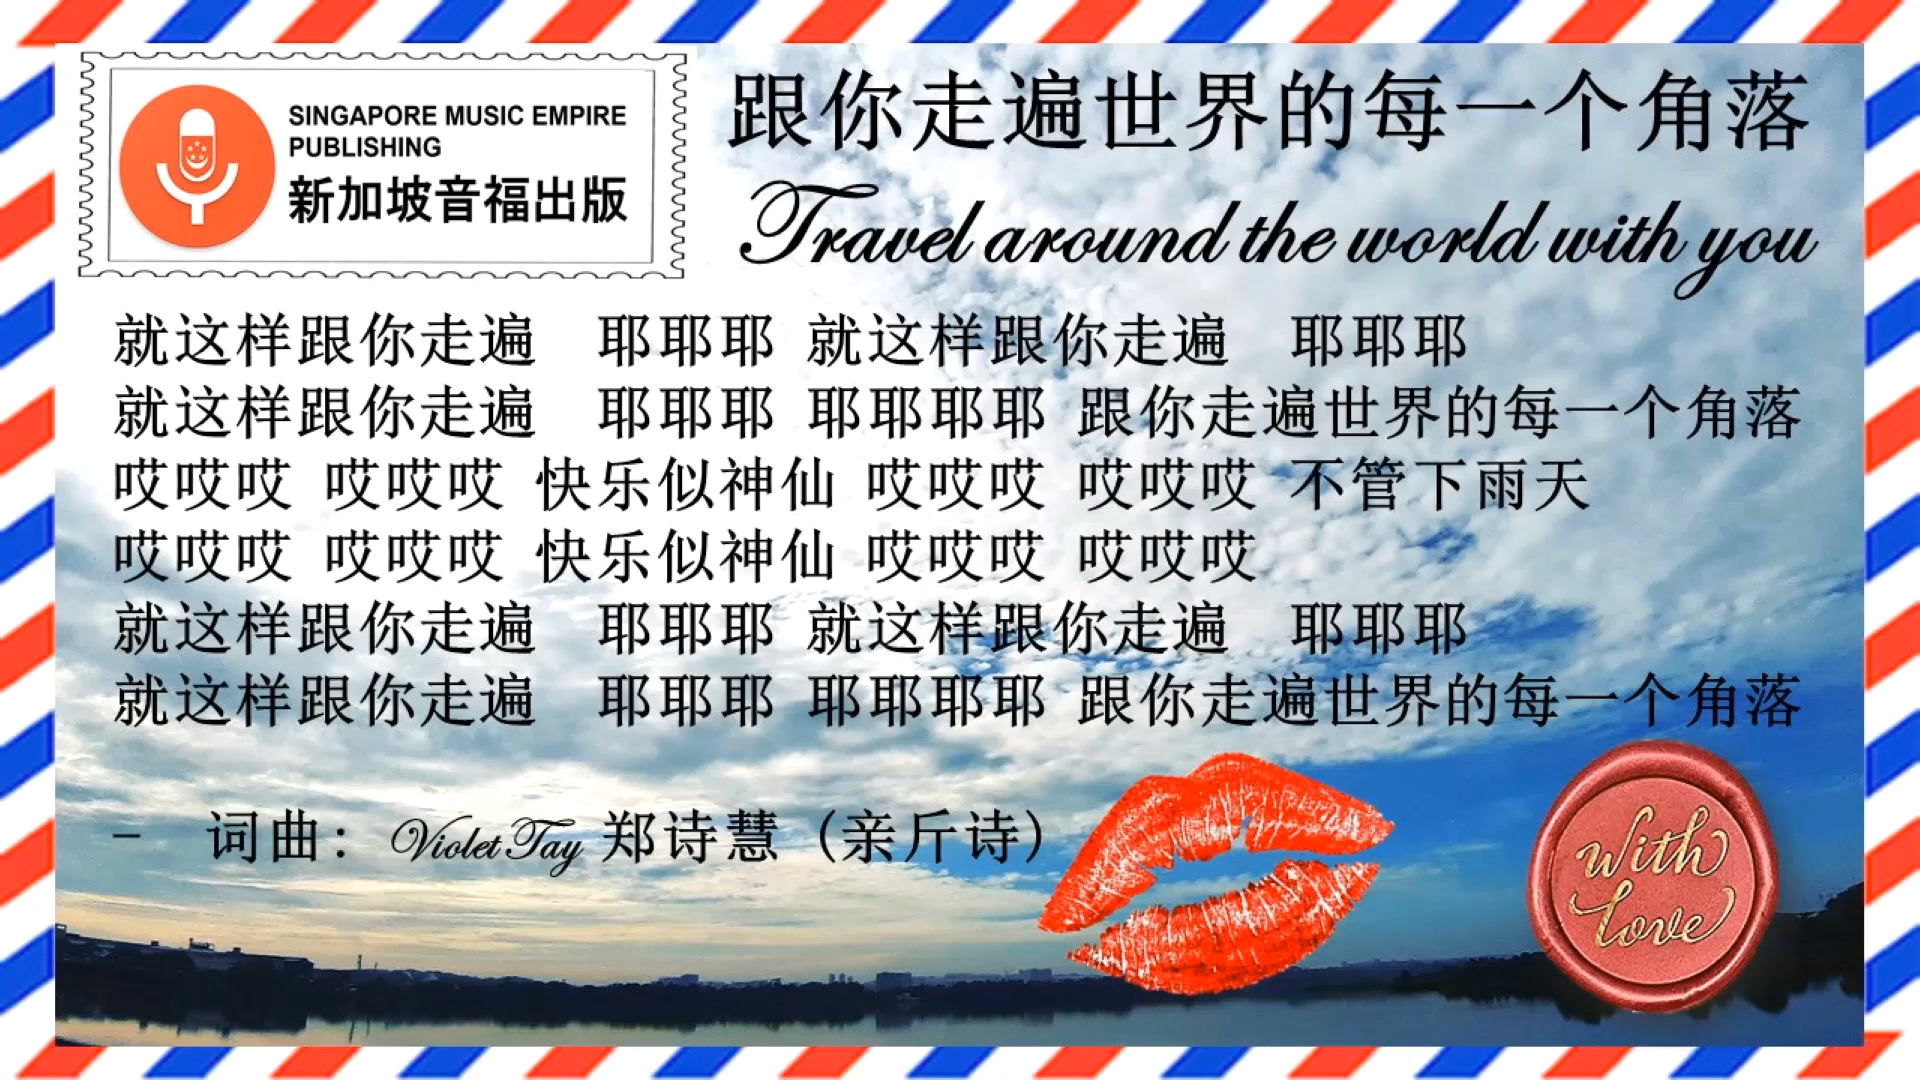 SINGAPORE MUSIC EMPIRE
PUBLISHING
新加坡音福出版
跟你走遍世界的每一个角落
Travel around the world with you
就这样跟你走遍　耶耶耶 就这样跟你走遍　耶耶耶
就这样跟你走遍　耶耶耶 耶耶耶耶 跟你走遍世界的每一个角落
哎哎哎 哎哎哎 快乐似神仙 哎哎哎 哎哎哎 不管下雨天
哎哎哎 哎哎哎 快乐似神仙 哎哎哎 哎哎哎
就这样跟你走遍　耶耶耶 就这样跟你走遍　耶耶耶
就这样跟你走遍　耶耶耶 耶耶耶耶 跟你走遍世界的每一个角落
- 词曲：Violet Tay 郑诗慧（亲斤诗）
With
Love